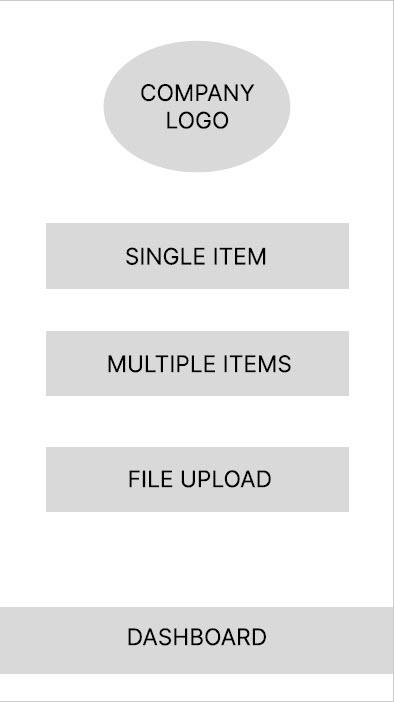 COMPANY
LOGO
SINGLE ITEM
MULTIPLE ITEMS
FILE UPLOAD
DASHBOARD